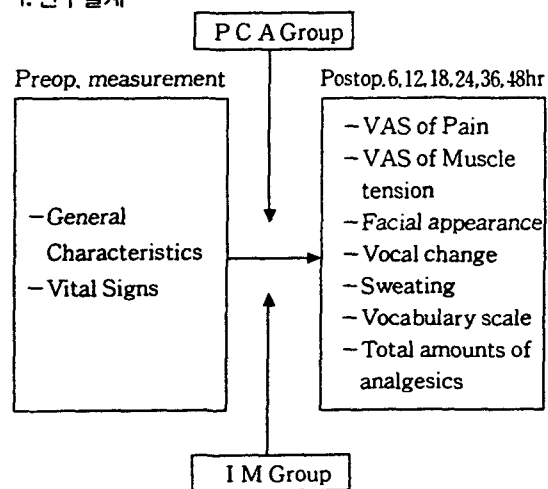 P C A Group
Preop. measurement
Postop. 6, 12, 18, 24, 36, 48hr
–General
Characteristics
–Vital Signs
–VAS of Pain
–VAS of Muscle
tension
–Facial appearance
–Vocal change
–Sweating
–Vocabulary scale
–Total amounts of
analgesics
I M Group